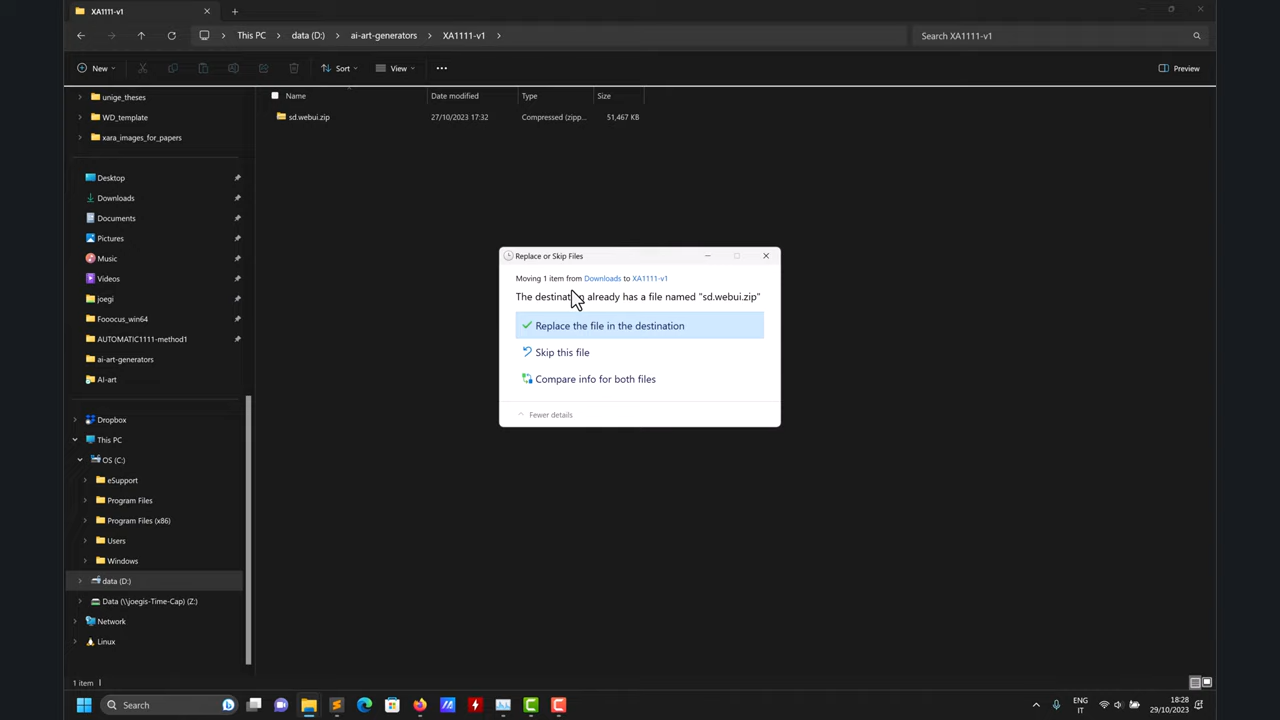 XA1111-v1
This PC
data (D:)
ai-art-generators
XA1111-v1
Search XA1111-v1
New
Sort
View
Preview
Name
Date modified
Type
Size
sd.webui.zip
27/10/2023 17:32
Compressed (zipp...
51,467 KB
unige_theses
WD_template
xara_images_for_papers
Desktop
Downloads
Documents
Pictures
Music
Videos
joegi
Fooocus_win64
AUTOMATIC1111-method1
ai-art-generators
AI-art
Dropbox
This PC
OS (C:)
eSupport
Program Files
Program Files (x86)
Users
Windows
data (D:)
Data (\\joegis-Time-Cap) (Z:)
Network
Linux
Replace or Skip Files
Moving 1 item from Downloads to XA1111-v1
The destination already has a file named "sd.webui.zip"
Replace the file in the destination
Skip this file
Compare info for both files
Fewer details
1 item
Search
ENG
IT
18:28
29/10/2023